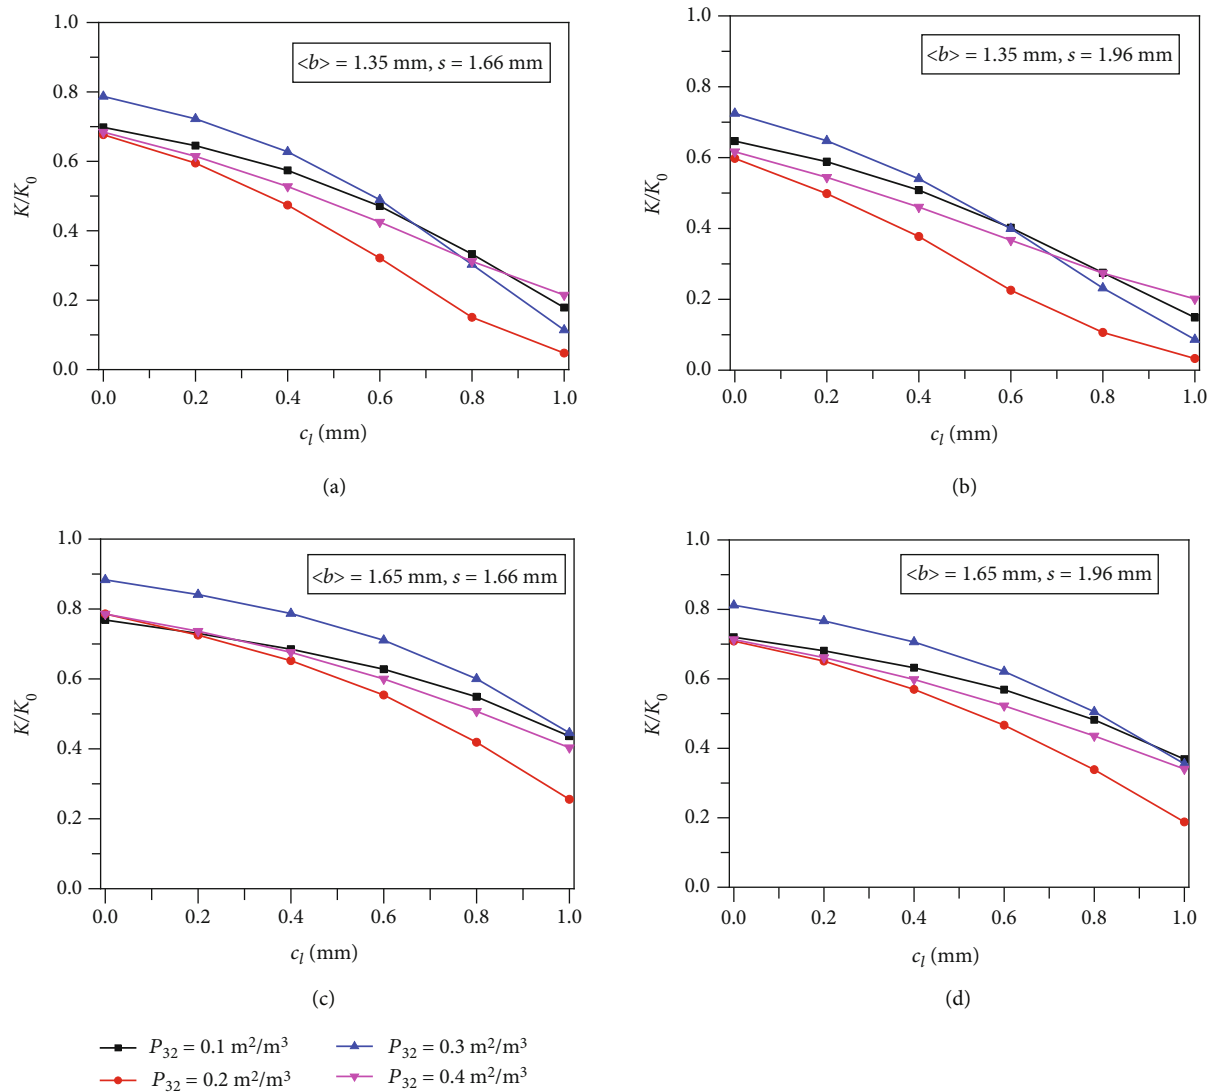 1.0
0.8
0.6
0.4
0.2
0.0
K/K0
<b> = 1.35 mm, s = 1.66 mm
0.0 0.2 0.4 0.6 0.8 1.0
cl (mm)
(a)
1.0
0.8
0.6
0.4
0.2
0.0
K/K0
<b> = 1.35 mm, s = 1.96 mm
0.0 0.2 0.4 0.6 0.8 1.0
cl (mm)
(b)
1.0
0.8
0.6
0.4
0.2
0.0
K/K0
<b> = 1.65 mm, s = 1.66 mm
0.0 0.2 0.4 0.6 0.8 1.0
cl (mm)
(c)
1.0
0.8
0.6
0.4
0.2
0.0
K/K0
<b> = 1.65 mm, s = 1.96 mm
0.0 0.2 0.4 0.6 0.8 1.0
cl (mm)
(d)
P32 = 0.1 m²/m³
P32 = 0.2 m²/m³
P32 = 0.3 m²/m³
P32 = 0.4 m²/m³